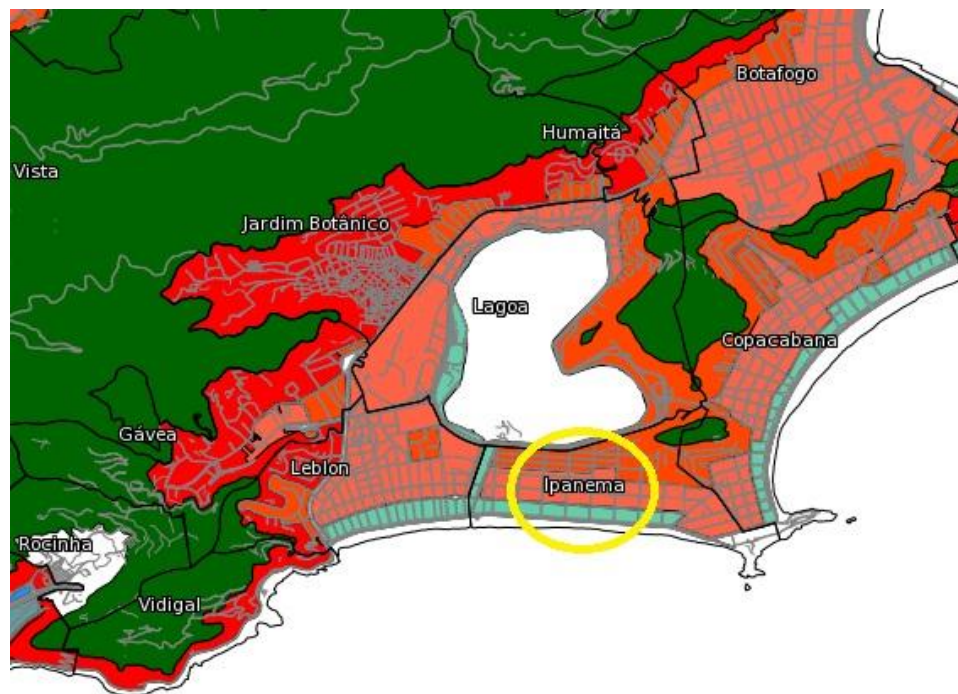 Botafogo
Humaitá
Vista
Jardim Botânico
Lagoa
Copacabana
Gávea
Leblon
Ipanema
Rocinha
Vidigal